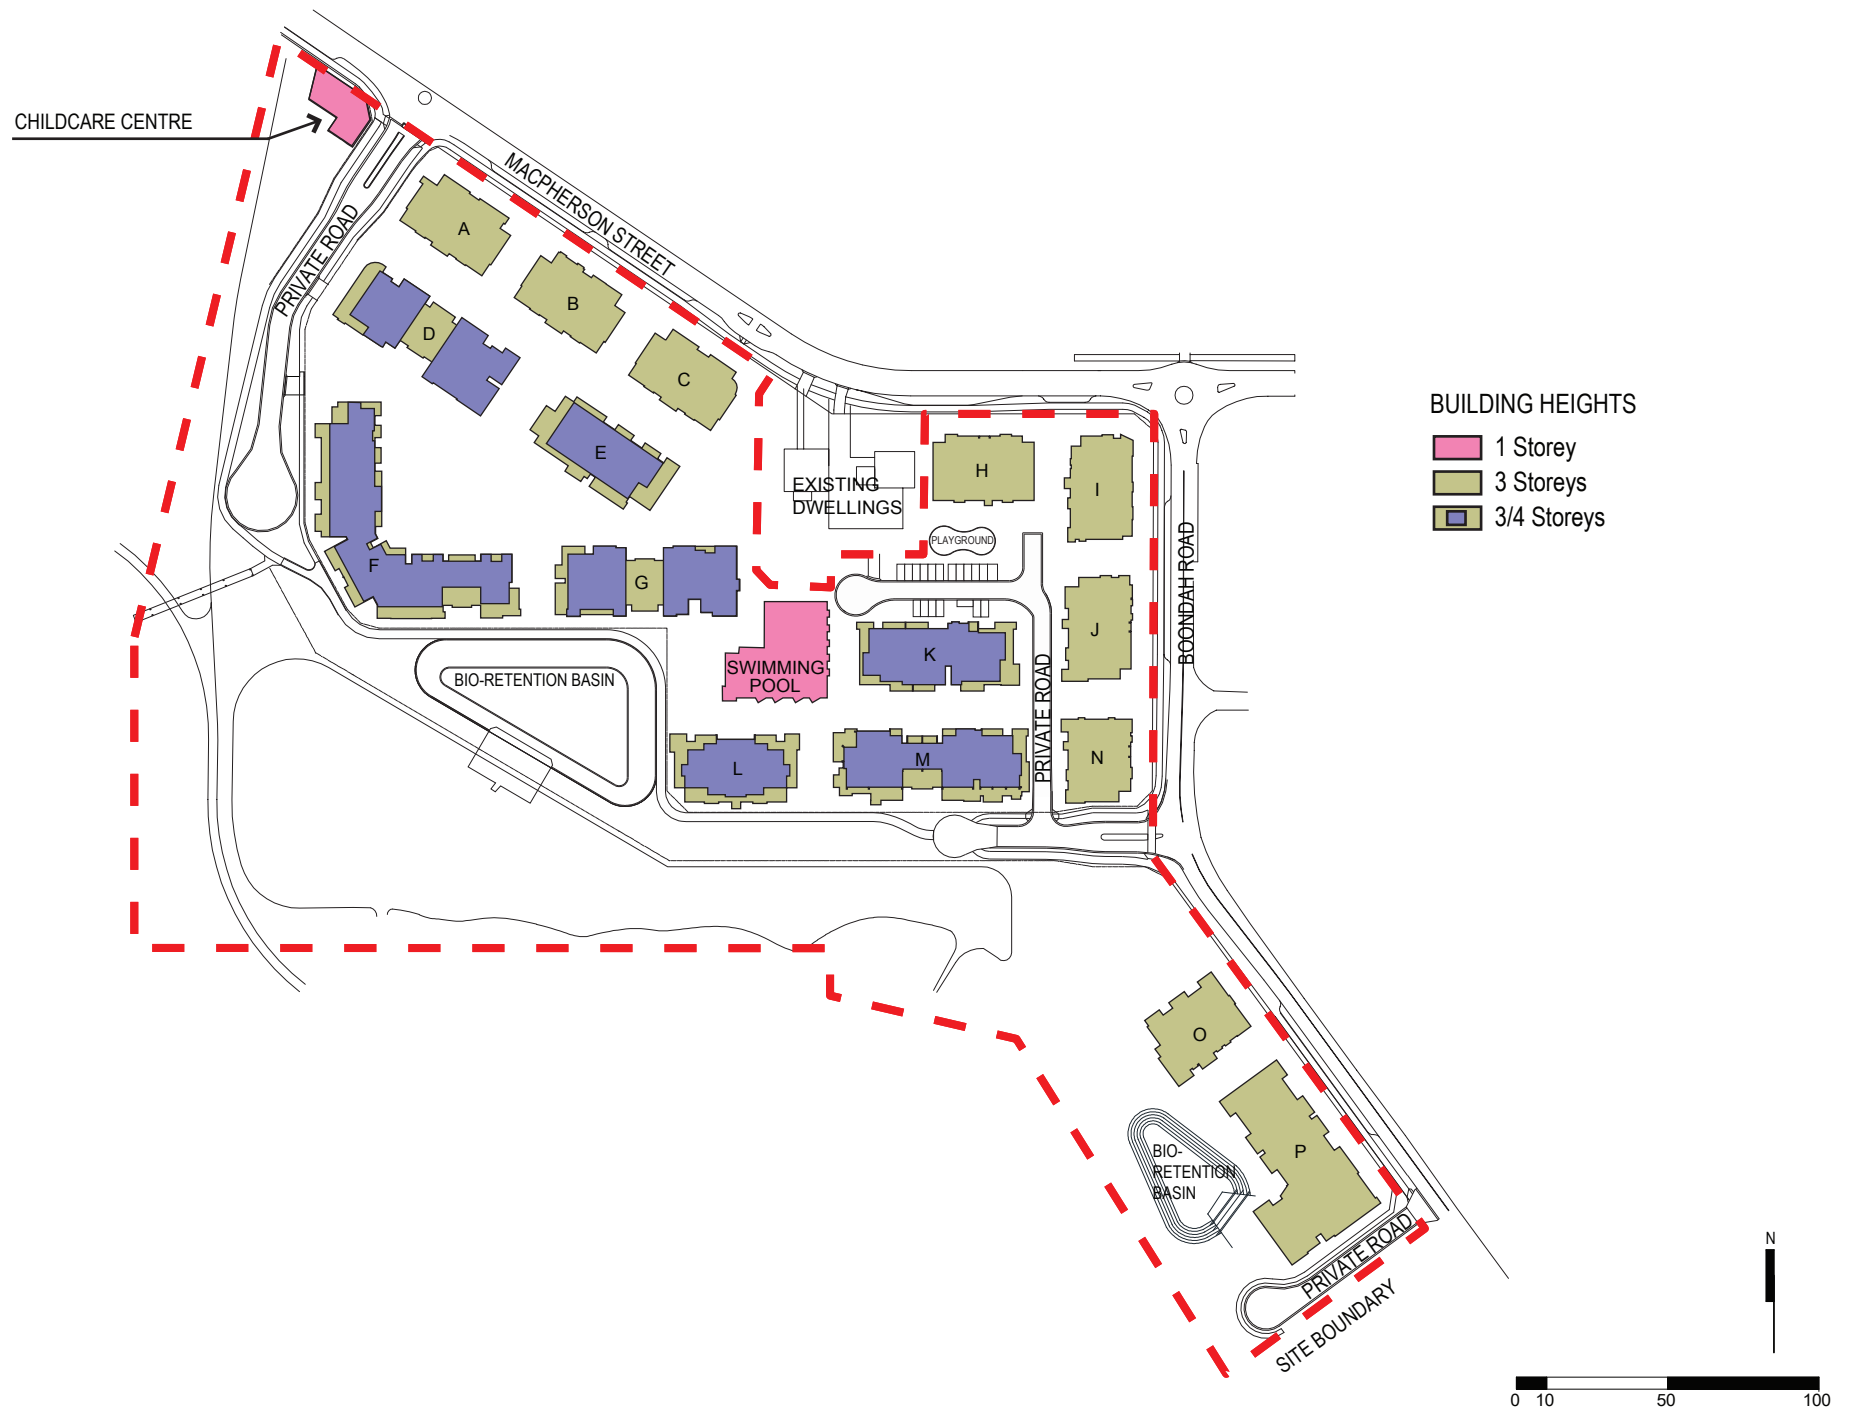 CHILDCARE CENTRE
MACPHERSON STREET
PRIVATE ROAD
A
B
C
D
E
F
G
EXISTING
DWELLINGS
H
I
PLAYGROUND
BOONDAH ROAD
J
K
SWIMMING
POOL
BIO-RETENTION BASIN
PRIVATE ROAD
L
M
N
O
P
BIO-
RETENTION
BASIN
PRIVATE ROAD
SITE BOUNDARY
BUILDING HEIGHTS
1 Storey
3 Storeys
3/4 Storeys
N
0 10 50 100